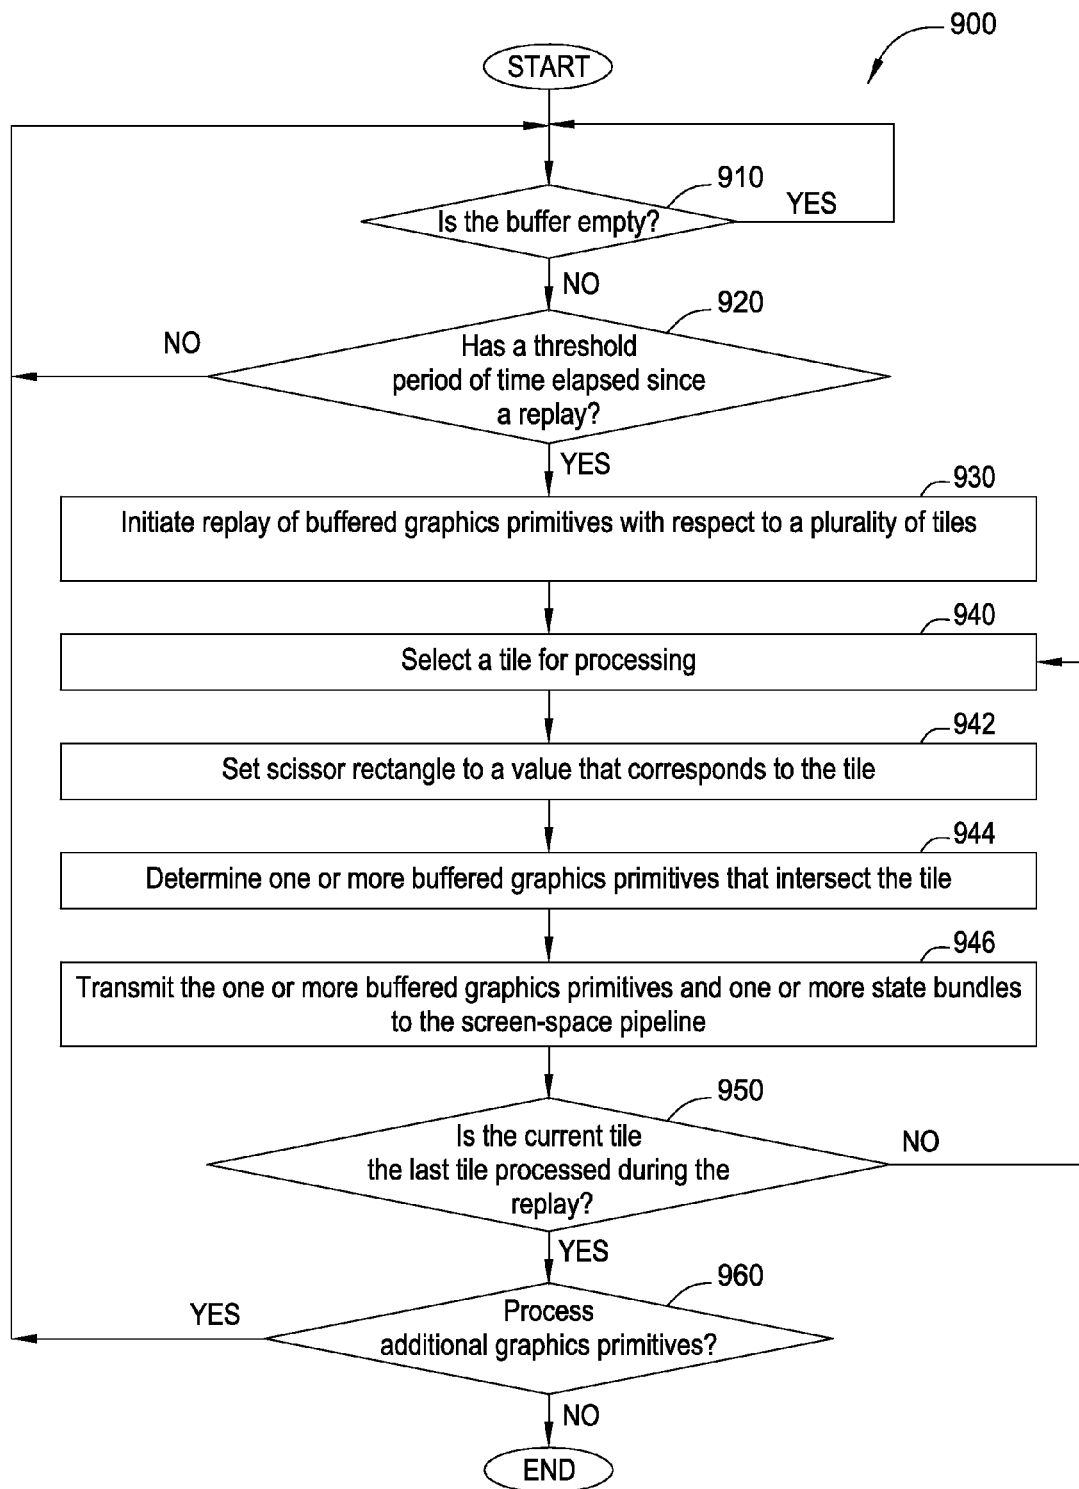 900
START
910
Is the buffer empty?
YES
NO
920
NO
Has a threshold
period of time elapsed since
a replay?
YES
930
Initiate replay of buffered graphics primitives with respect to a plurality of tiles
940
Select a tile for processing
942
Set scissor rectangle to a value that corresponds to the tile
944
Determine one or more buffered graphics primitives that intersect the tile
946
Transmit the one or more buffered graphics primitives and one or more state bundles
to the screen-space pipeline
950
Is the current tile
the last tile processed during the
replay?
NO
YES
960
YES
Process
additional graphics primitives?
NO
END